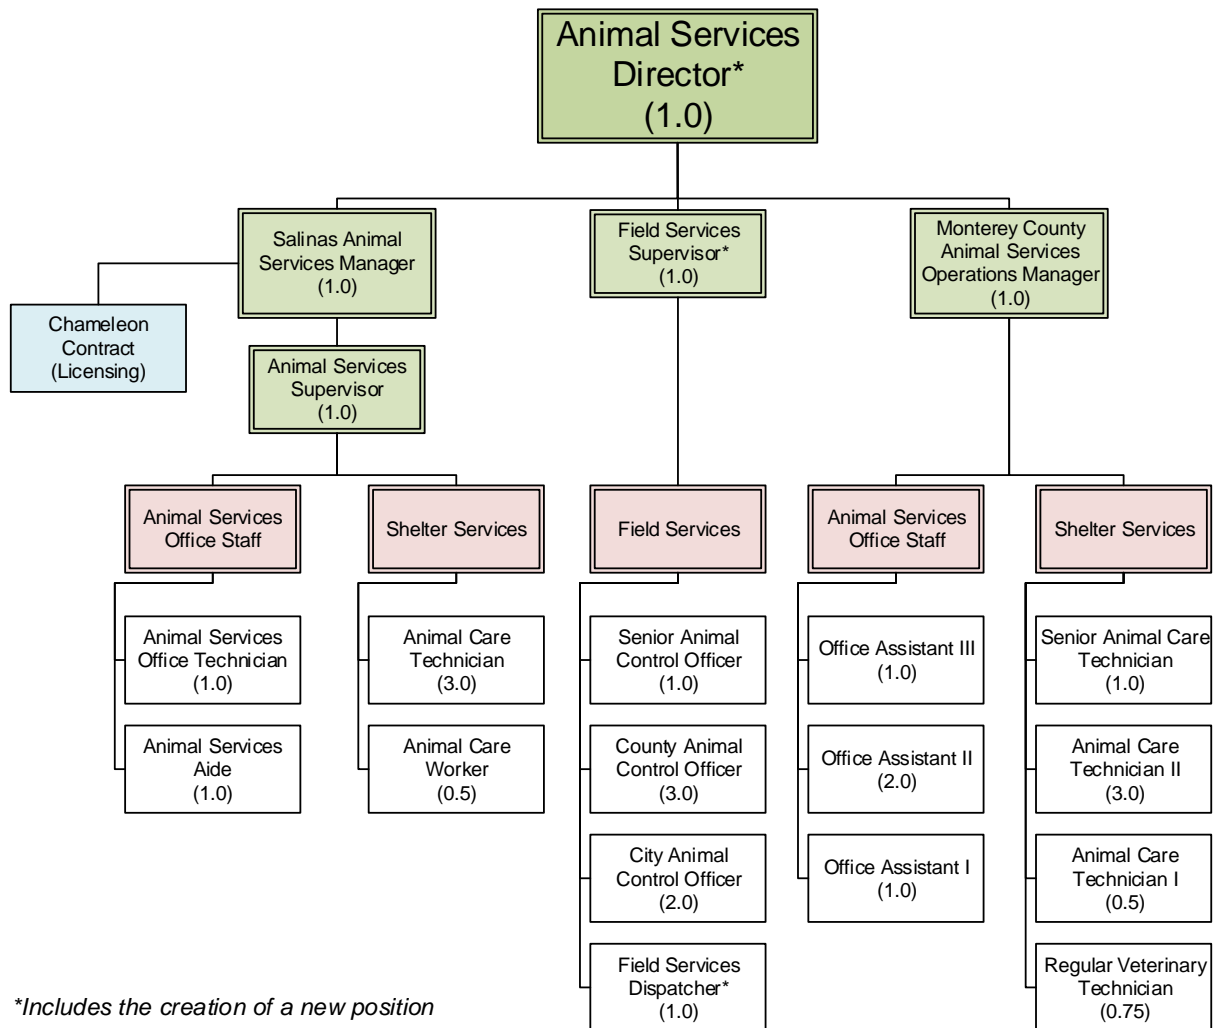 Animal Services
Director*
(1.0)
Salinas Animal
Services Manager
(1.0)
Field Services
Supervisor*
(1.0)
Monterey County
Animal Services
Operations Manager
(1.0)
Chameleon
Contract
(Licensing)
Animal Services
Supervisor
(1.0)
Animal Services
Office Staff
Shelter Services
Field Services
Animal Services
Office Staff
Shelter Services
Animal Services
Office Technician
(1.0)
Animal Services
Aide
(1.0)
Animal Care
Technician
(3.0)
Animal Care
Worker
(0.5)
Senior Animal
Control Officer
(1.0)
County Animal
Control Officer
(3.0)
City Animal
Control Officer
(2.0)
Field Services
Dispatcher*
(1.0)
Office Assistant III
(1.0)
Office Assistant II
(2.0)
Office Assistant I
(1.0)
Senior Animal Care
Technician
(1.0)
Animal Care
Technician II
(3.0)
Animal Care
Technician I
(0.5)
Regular Veterinary
Technician
(0.75)
*Includes the creation of a new position